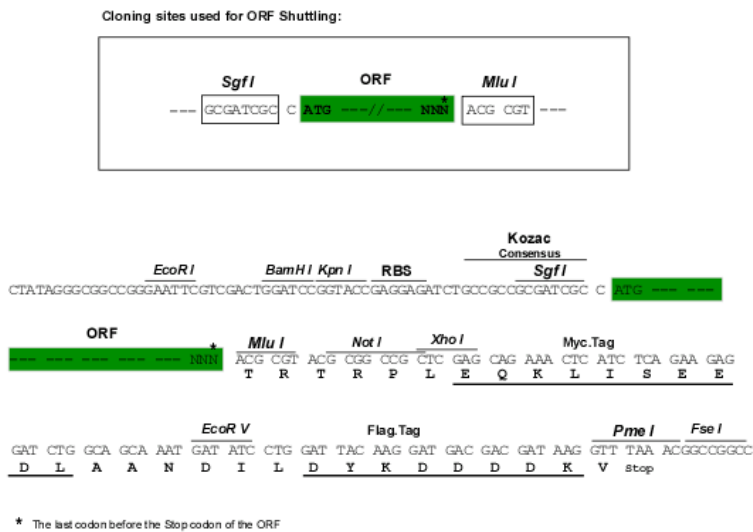 Cloning sites used for ORF Shuttling:
Sgf I ORF Mlu I
*
--- GCGATCGC C ATG ---//--- NNN ACG CGT ---
Kozac
Consensus
EcoR I BamH I Kpn I RBS Sgf I
CTATAGGGCGGCCGGGAATTCGTCGACTGGATCCGGTACCGAGGAGATCTGCCGCCGCGATCGC C ATG --- ---
ORF * Mlu I Not I Xho I Myc.Tag
--- --- --- --- --- --- NNN ACG CGT ACG CGG CCG CTC GAG CAG AAA CTC ATC TCA GAA GAG
T R T R P L E Q K L I S E E
EcoR V Flag.Tag Pme I Fse I
GAT CTG GCA GCA AAT GAT ATC CTG GAT TAC AAG GAT GAC GAC GAT AAG GTT TAA ACGGCCGGCC
D L A A N D I L D Y K D D D D K V Stop
* The last codon before the Stop codon of the ORF